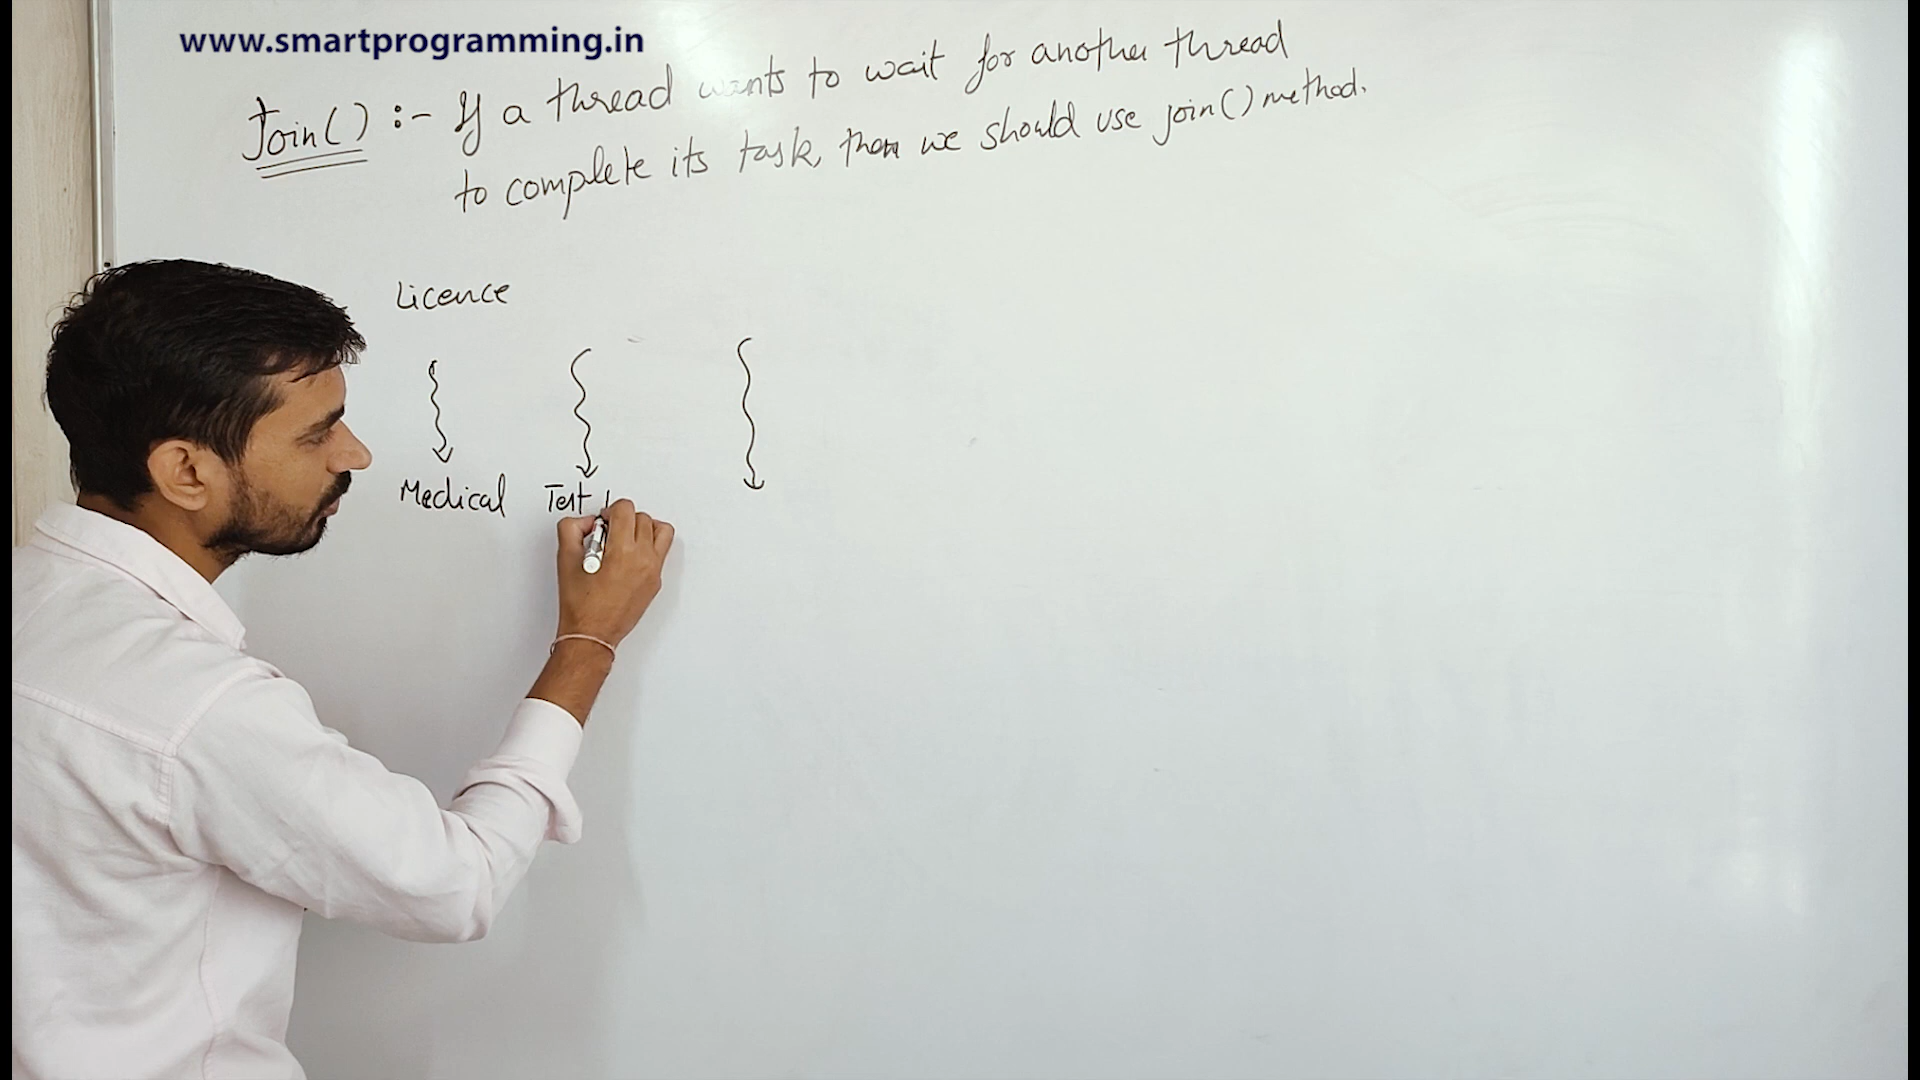 www.smartprogramming.in
Join() :- If a thread wants to wait for another thread
to complete its task, then we should use join() method.
Licence
Medical Test